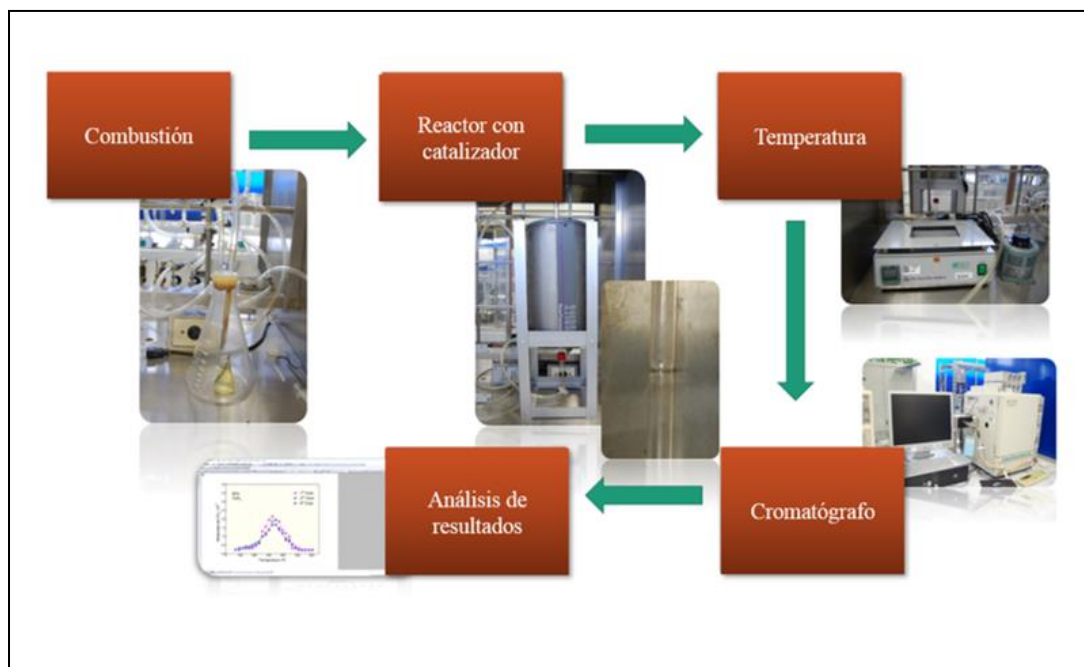 Combustión
Reactor con
catalizador
Temperatura
Cromatógrafo
Análisis de
resultados